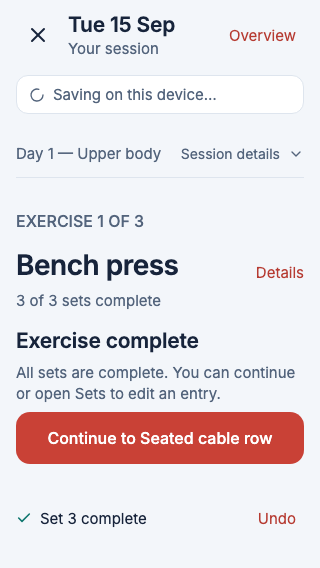 Tue 15 Sep
Your session
Overview
Saving on this device...
Day 1 — Upper body
Session details
EXERCISE 1 OF 3
Bench press
Details
3 of 3 sets complete
Exercise complete
All sets are complete. You can continue
or open Sets to edit an entry.
Continue to Seated cable row
Set 3 complete
Undo